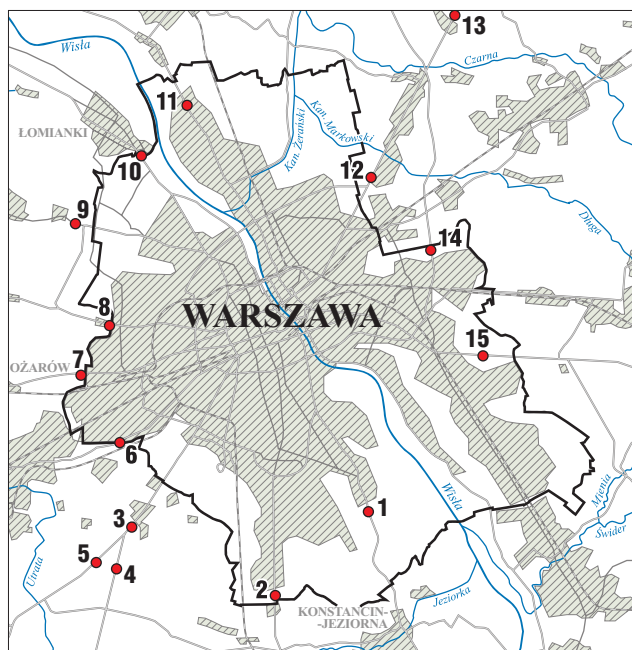 13
Wisła
Czarna
11
Kan. Żerański
Kan. Markowski
ŁOMIANKI
10
12
9
Długa
14
8
WARSZAWA
15
7
OŻARÓW
6
Mienia
Wisła
1
3
Świder
5
4
Utrata
2
Jeziorka
KONSTANCIN-
-JEZIORNA